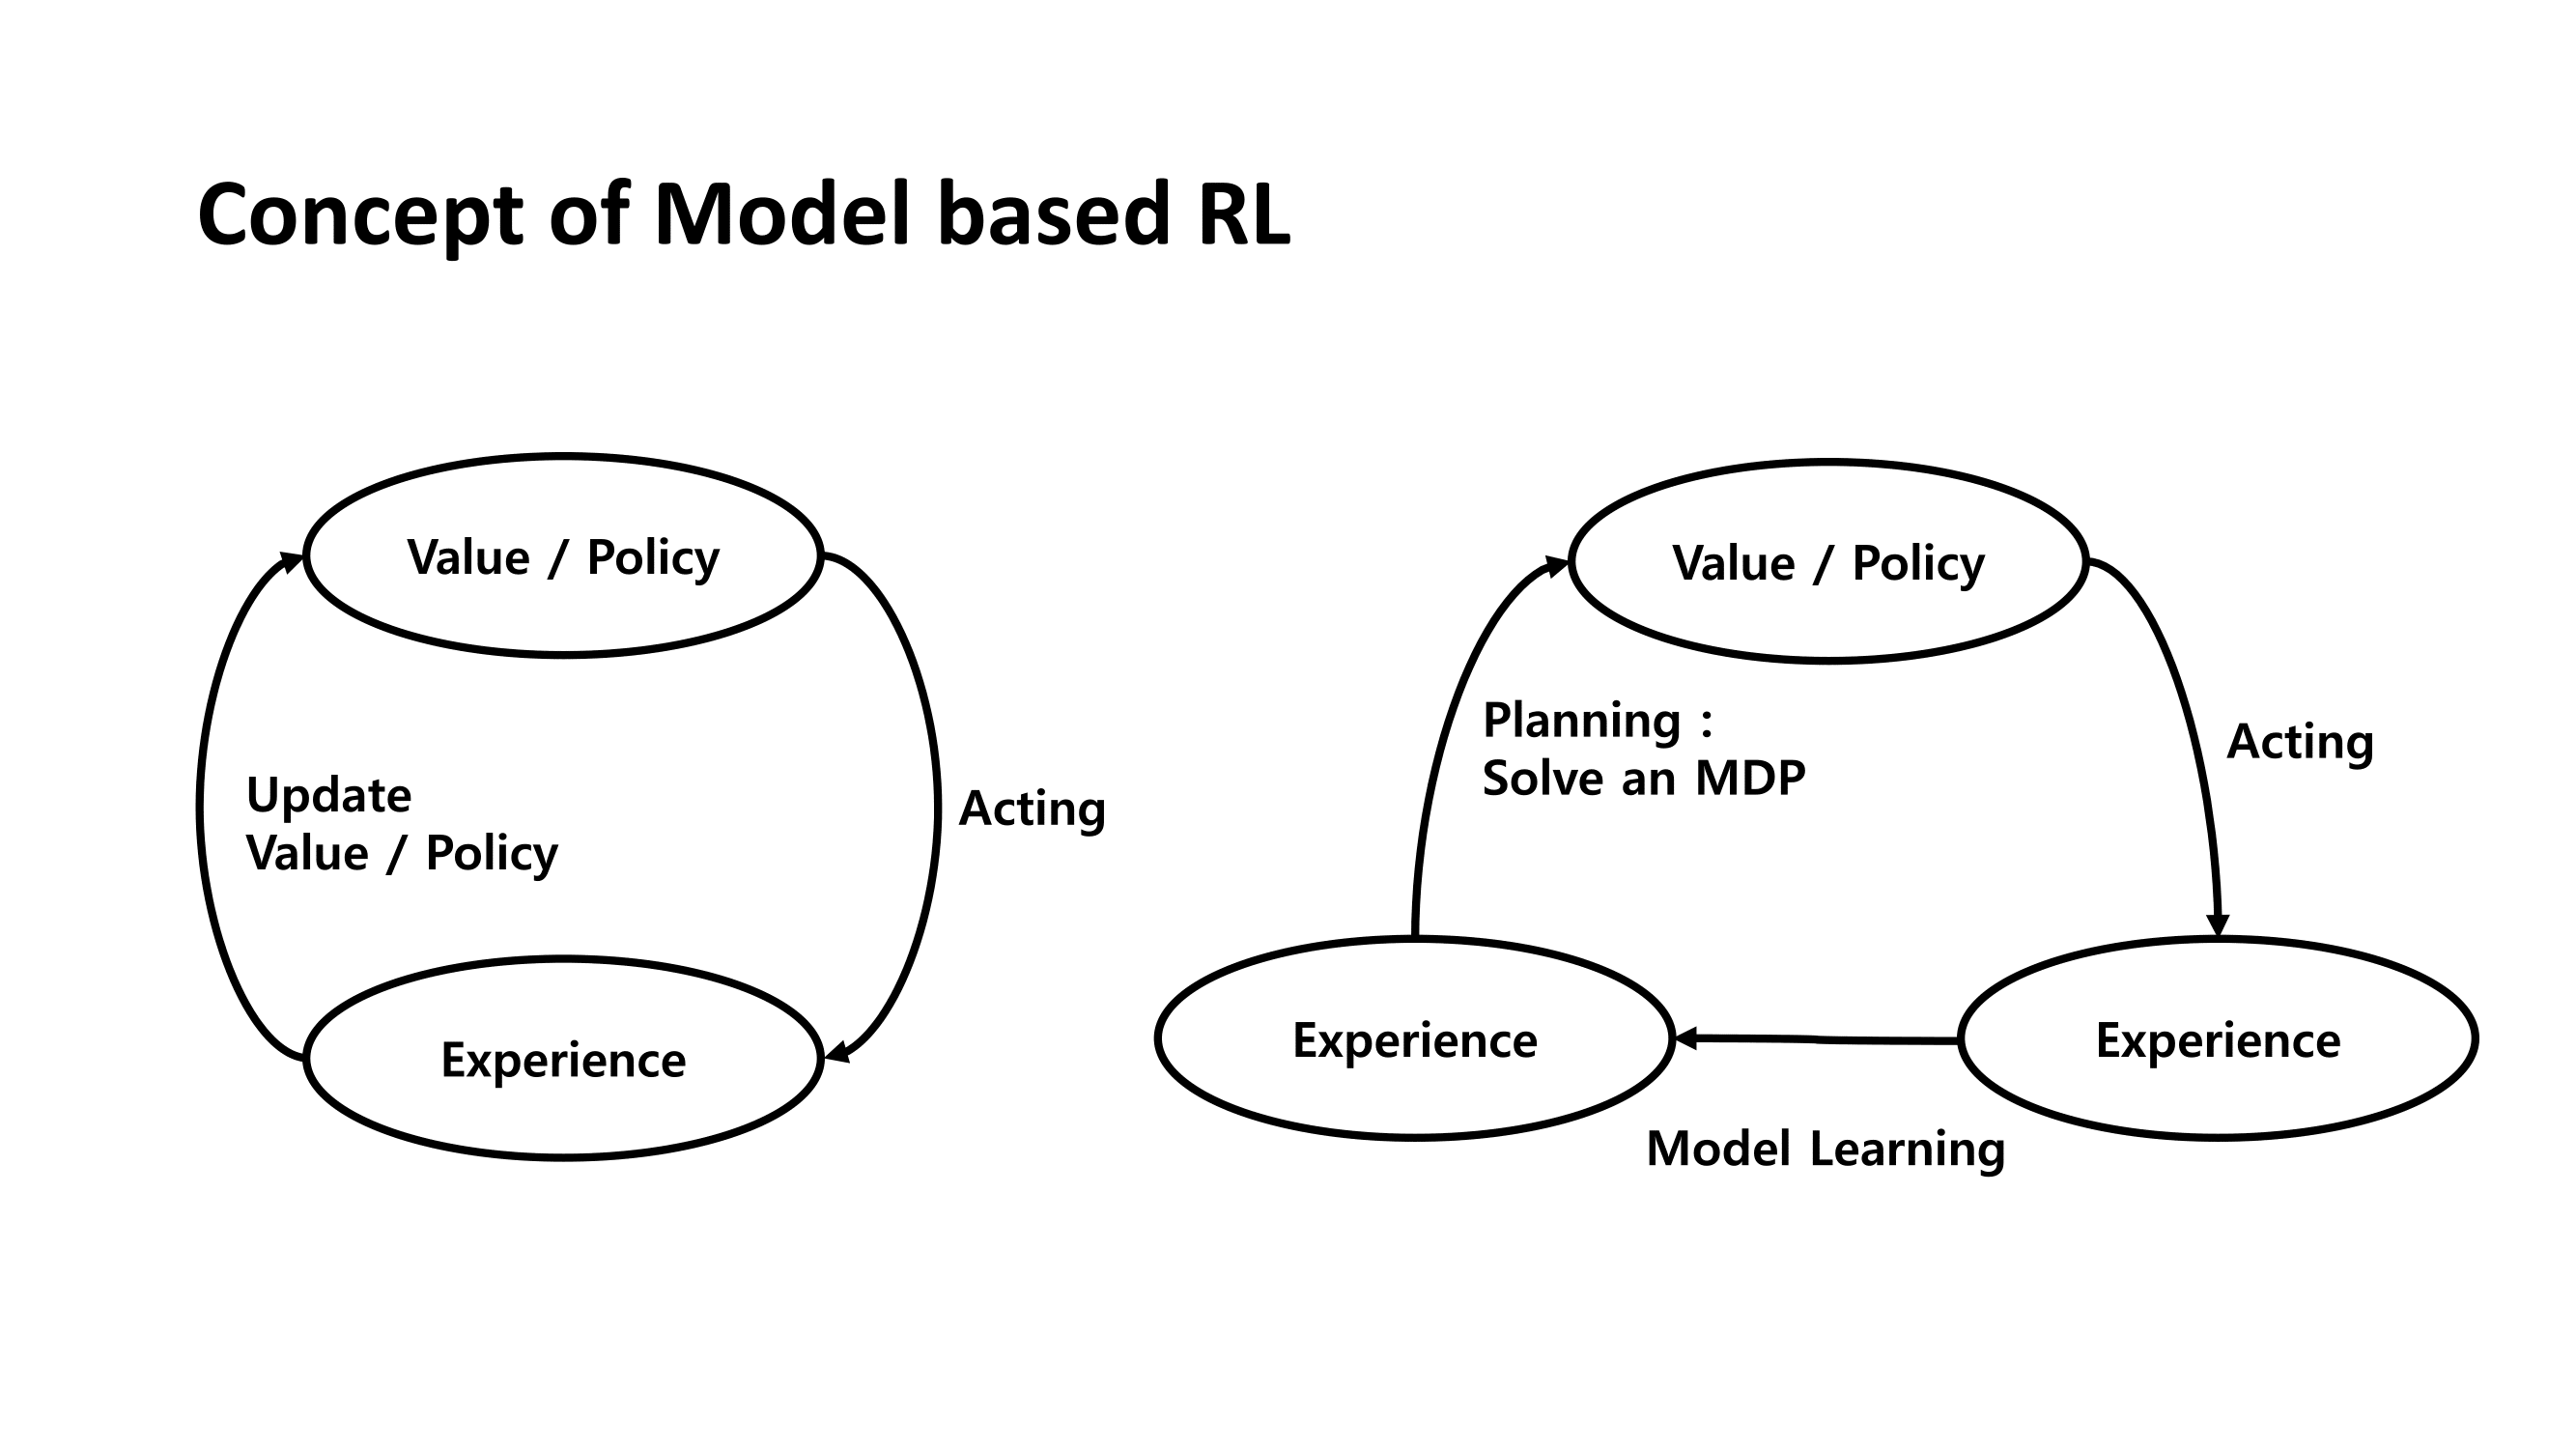 Concept of Model based RL
Value / Policy
Update
Value / Policy
Acting
Experience
Value / Policy
Planning :
Solve an MDP
Acting
Experience
Experience
Model Learning